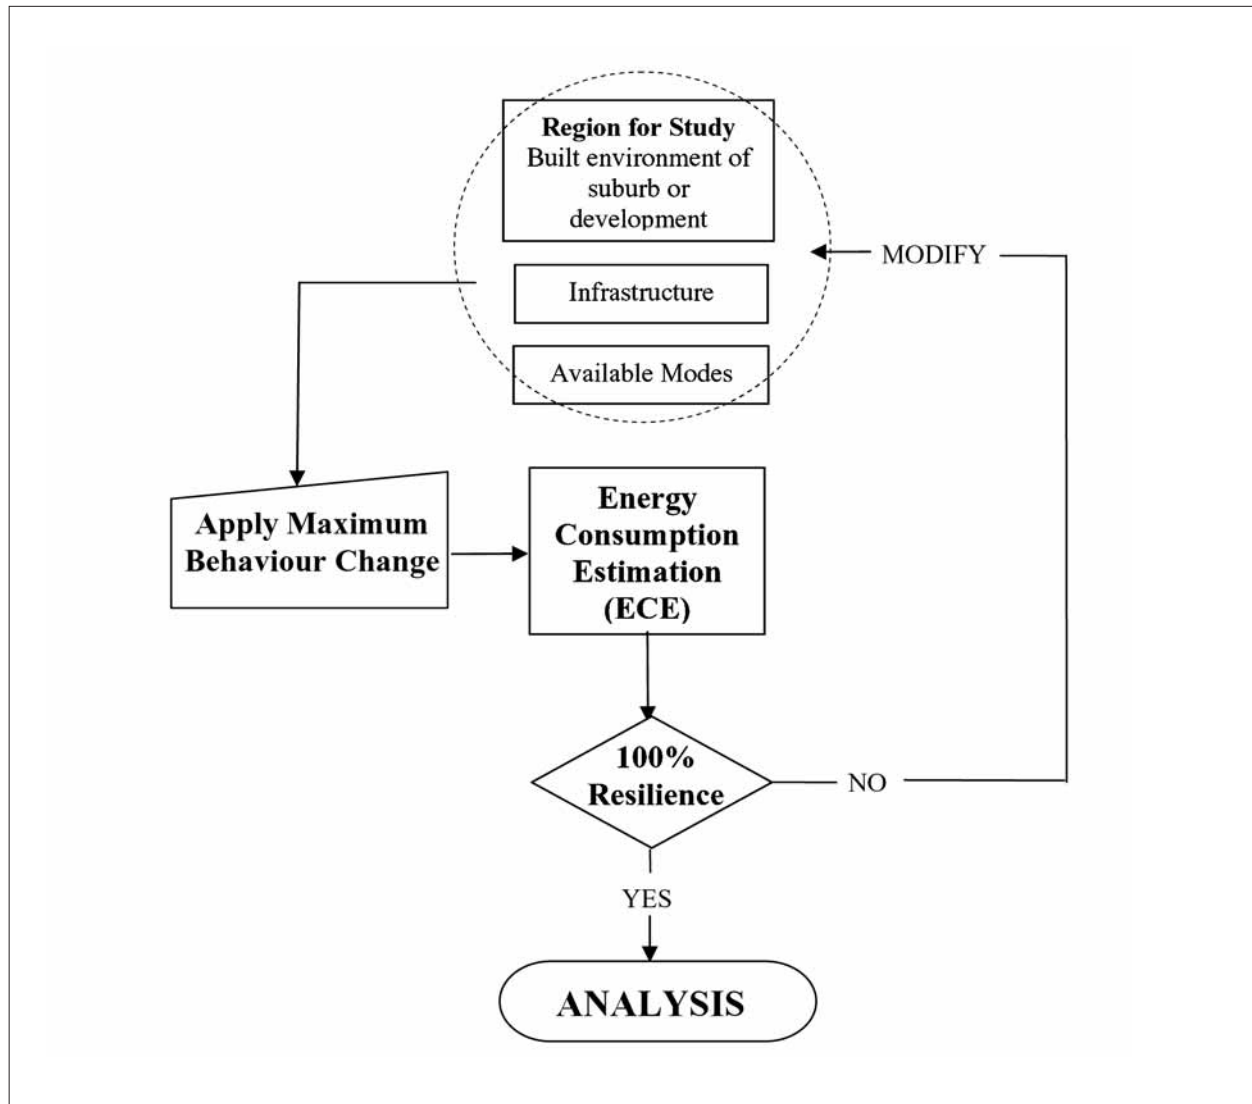 Region for Study
Built environment of
suburb or
development
MODIFY
Infrastructure
Available Modes
Apply Maximum
Behaviour Change
Energy
Consumption
Estimation
(ECE)
100%
Resilience
NO
YES
ANALYSIS